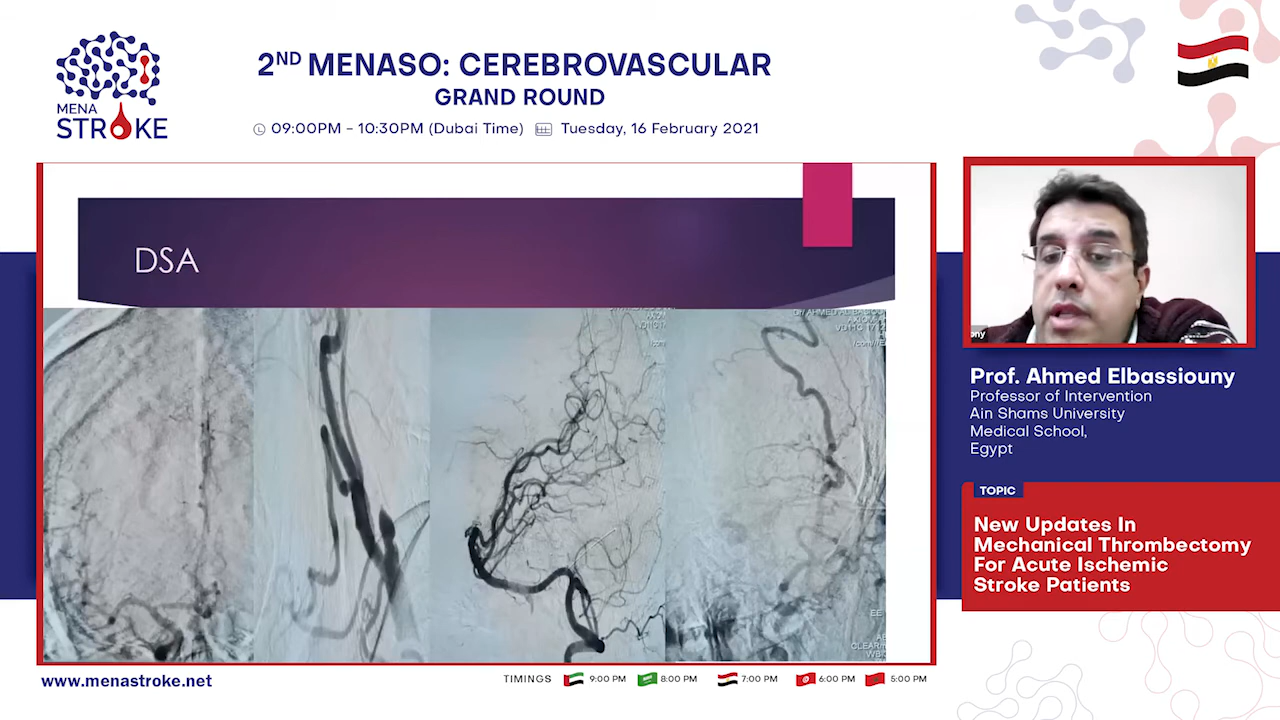 MENA
STROKE
2ND MENASO: CEREBROVASCULAR
GRAND ROUND
09:00PM - 10:30PM (Dubai Time) Tuesday, 16 February 2021
DSA
Prof. Ahmed Elbassiouny
Professor of Intervention
Ain Shams University
Medical School,
Egypt
TOPIC
New Updates In
Mechanical Thrombectomy
For Acute Ischemic
Stroke Patients
www.menastroke.net
TIMINGS 9:00 PM 8:00 PM 7:00 PM 6:00 PM 5:00 PM